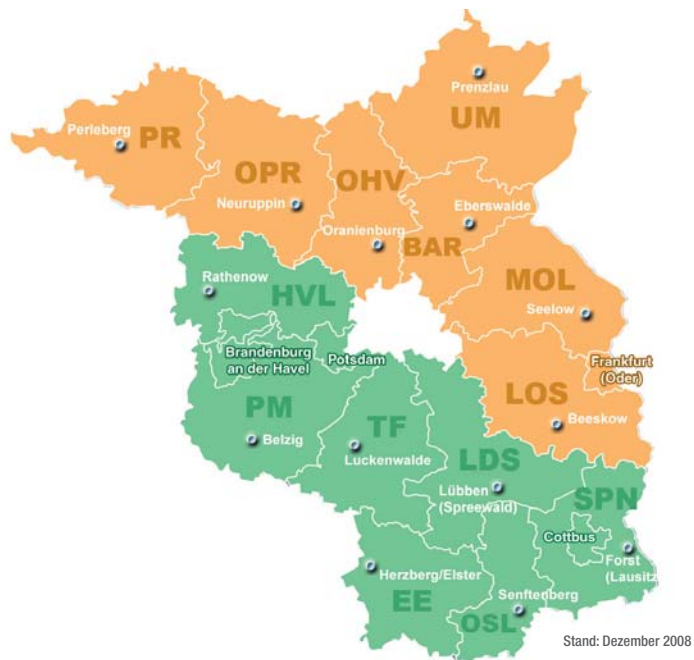 Prenzlau
UM
Perleberg
PR
OPR
Neuruppin
OHV
Oranienburg
Eberswalde
BAR
MOL
Seelow
Rathenow
HVL
Brandenburg
an der Havel
Potsdam
Frankfurt
(Oder)
LOS
Beeskow
PM
Belzig
TF
Luckenwalde
LDS
Lübben
(Spreewald)
SPN
Cottbus
Forst
(Lausitz)
Herzberg/Elster
EE
Senftenberg
OSL
Stand: Dezember 2008